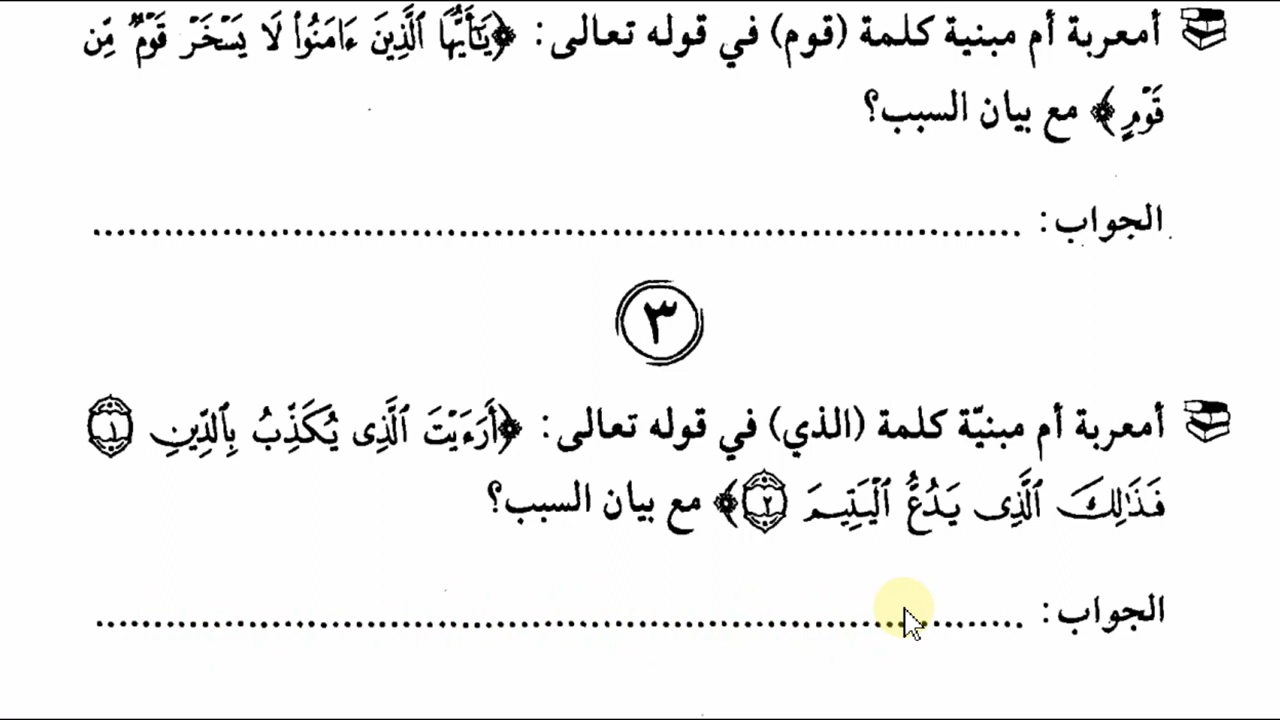 أمعربة أم مبنية كلمة (قوم) في قوله تعالى: ﴿يَٰٓأَيُّهَا ٱلَّذِينَ ءَامَنُوا۟ لَا يَسْخَرْ قَوْمٌ مِّن
قَوْمٍ﴾ مع بيان السبب؟
الجواب: ................................................................
٣
أمعربة أم مبنيّة كلمة (الذي) في قوله تعالى: ﴿أَرَءَيْتَ ٱلَّذِى يُكَذِّبُ بِٱلدِّينِ ١
فَذَٰلِكَ ٱلَّذِى يَدُعُّ ٱلْيَتِيمَ ٢﴾ مع بيان السبب؟
الجواب: ................................................................